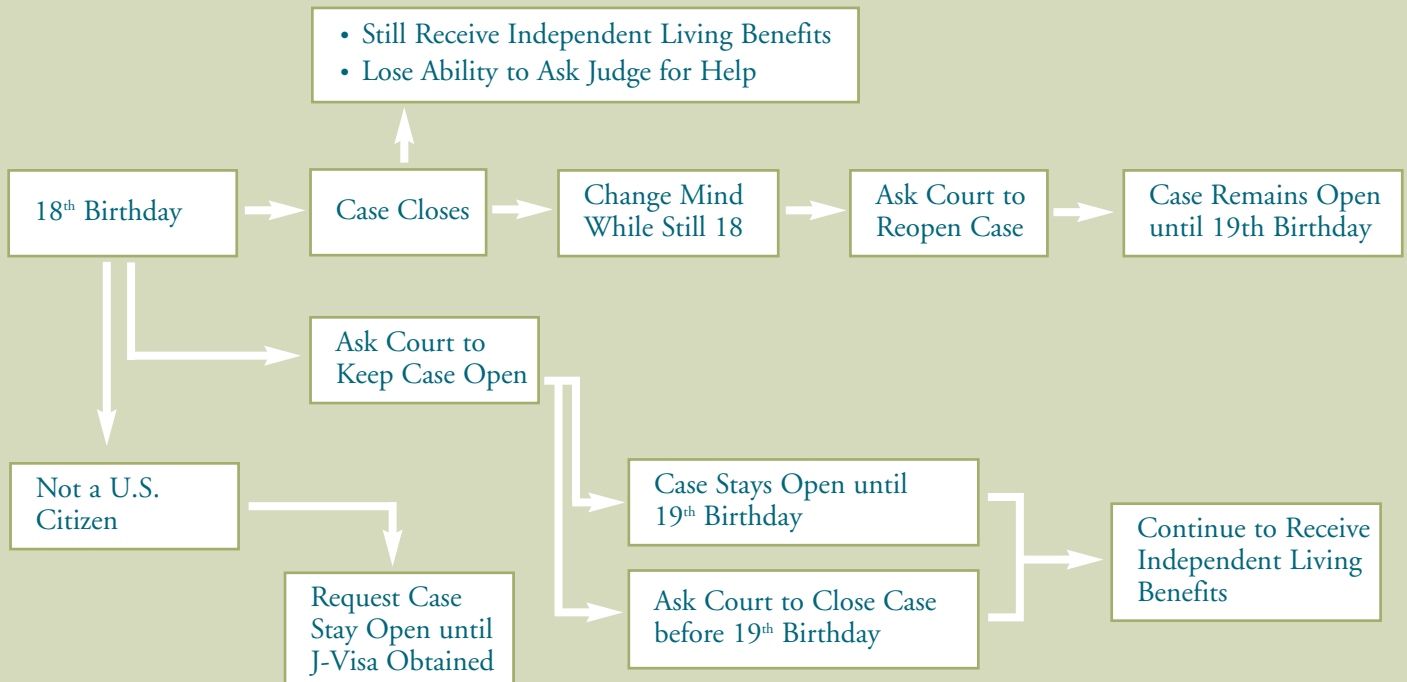 • Still Receive Independent Living Benefits
• Lose Ability to Ask Judge for Help
18th Birthday
Case Closes
Change Mind
While Still 18
Ask Court to
Reopen Case
Case Remains Open
until 19th Birthday
Ask Court to
Keep Case Open
Not a U.S.
Citizen
Request Case
Stay Open until
J-Visa Obtained
Case Stays Open until
19th Birthday
Ask Court to Close Case
before 19th Birthday
Continue to Receive
Independent Living
Benefits